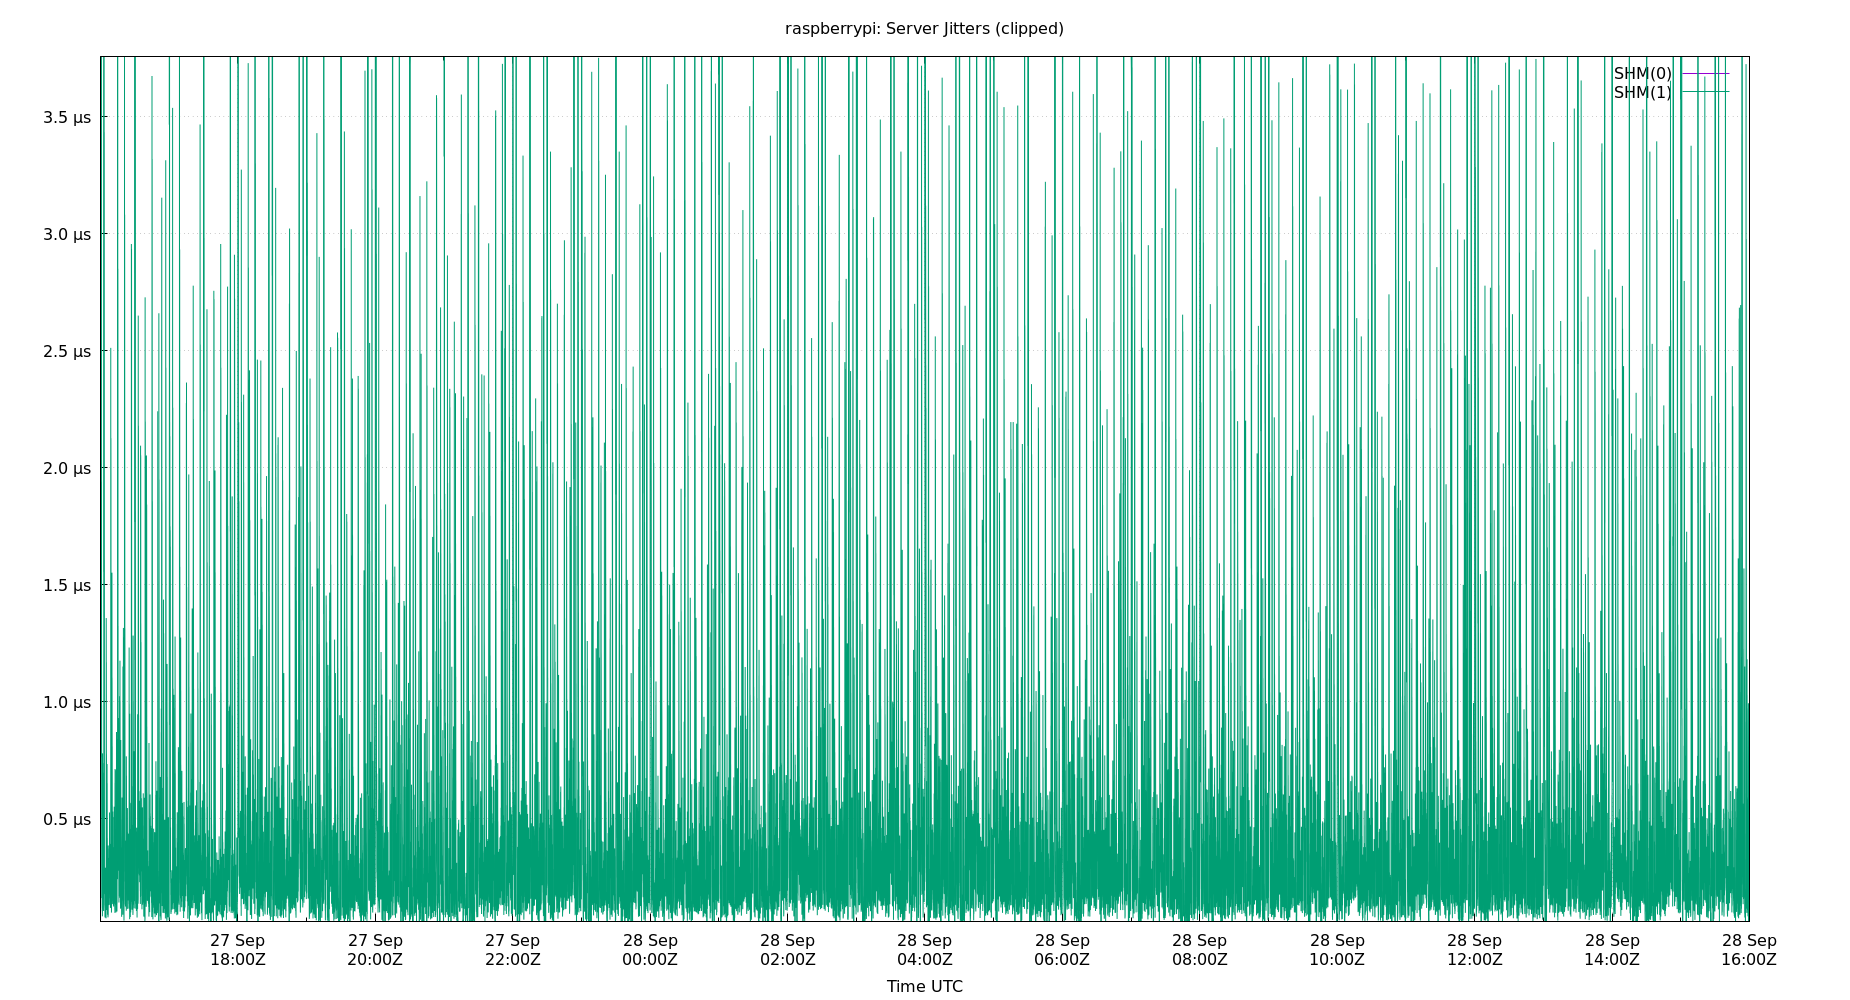 raspberrypi: Server Jitters (clipped)
SHM(0)
SHM(1)
3.5 µs
3.0 µs
2.5 µs
2.0 µs
1.5 µs
1.0 µs
0.5 µs
27 Sep 27 Sep 27 Sep 28 Sep 28 Sep 28 Sep 28 Sep 28 Sep 28 Sep 28 Sep 28 Sep 28 Sep
18:00Z 20:00Z 22:00Z 00:00Z 02:00Z 04:00Z 06:00Z 08:00Z 10:00Z 12:00Z 14:00Z 16:00Z
Time UTC